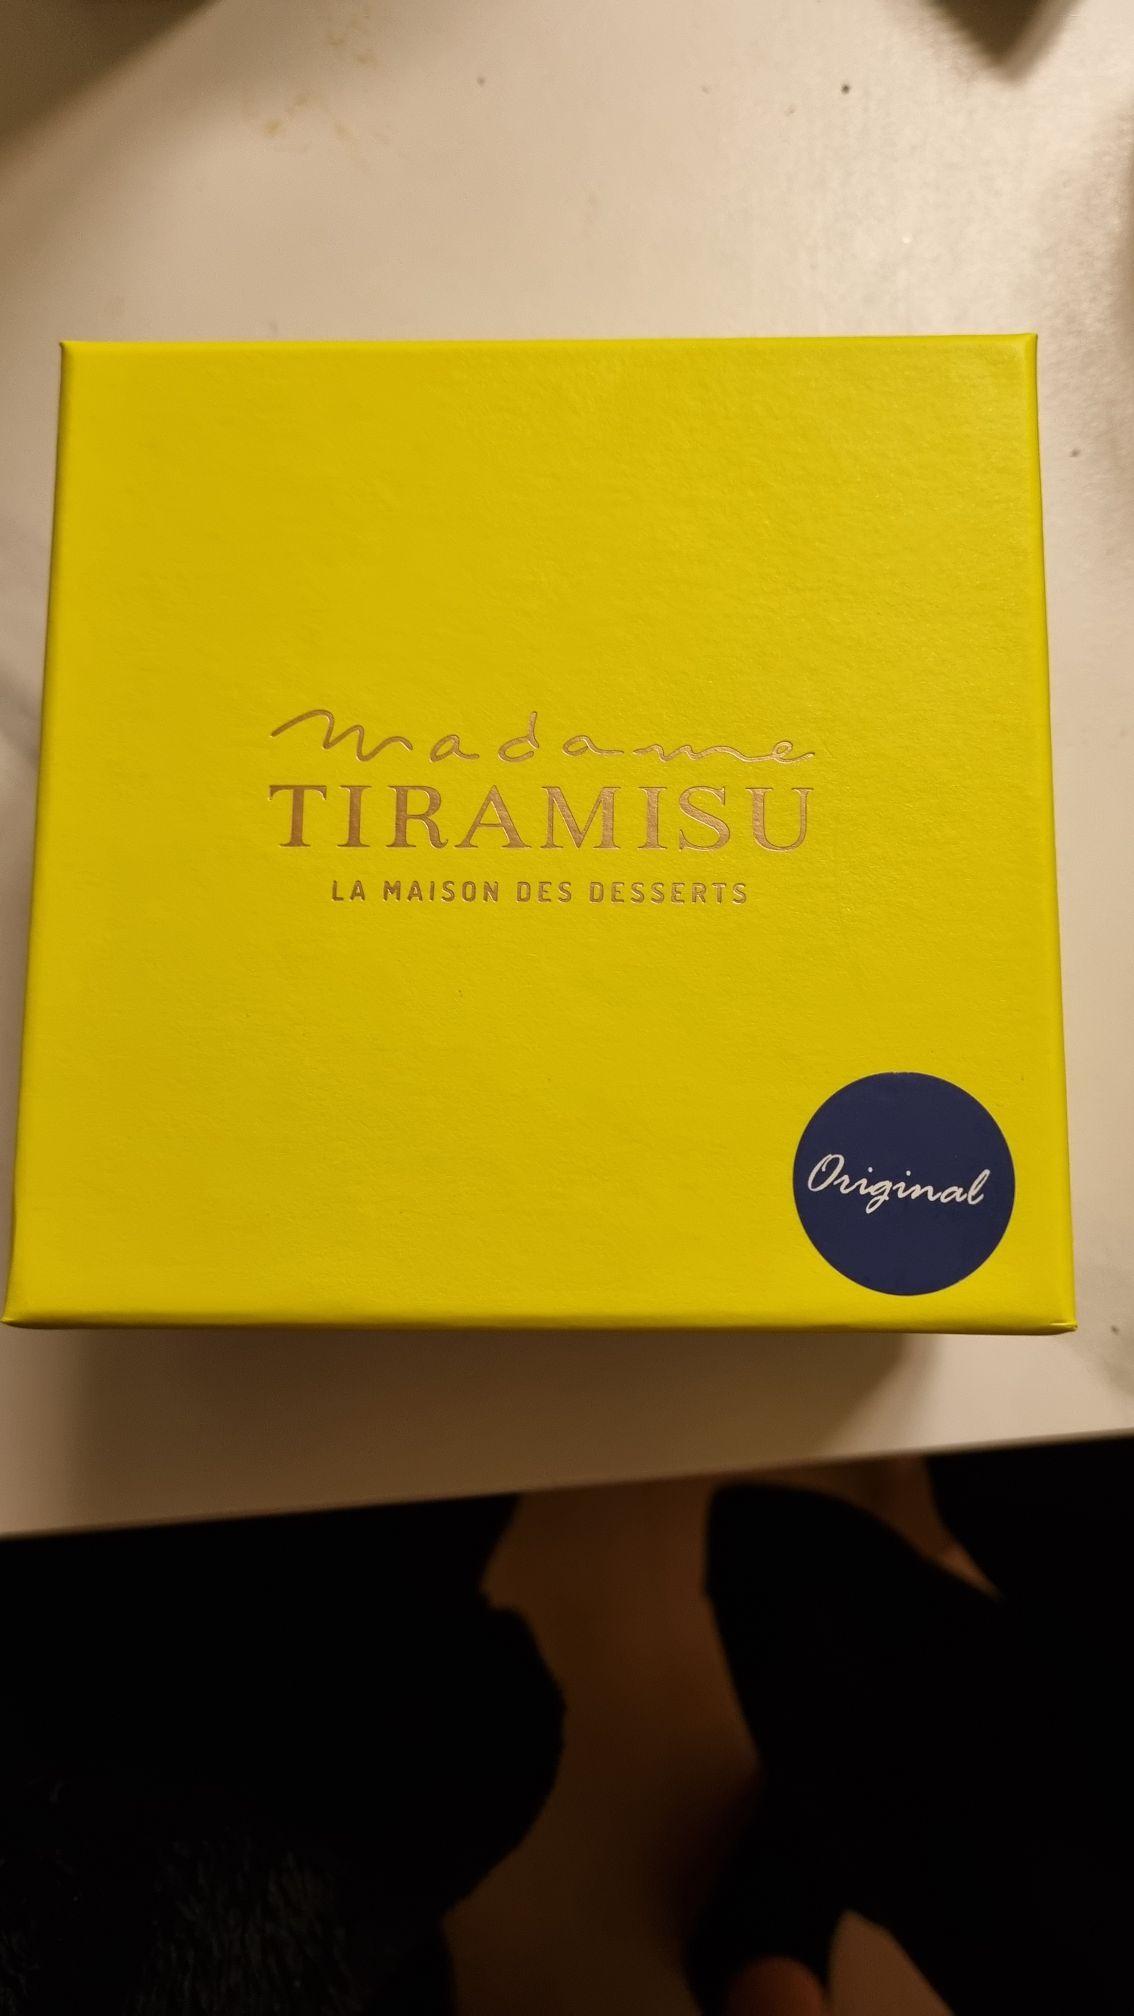 Madame
TIRAMISU
LA MAISON DES DESSERTS
Original